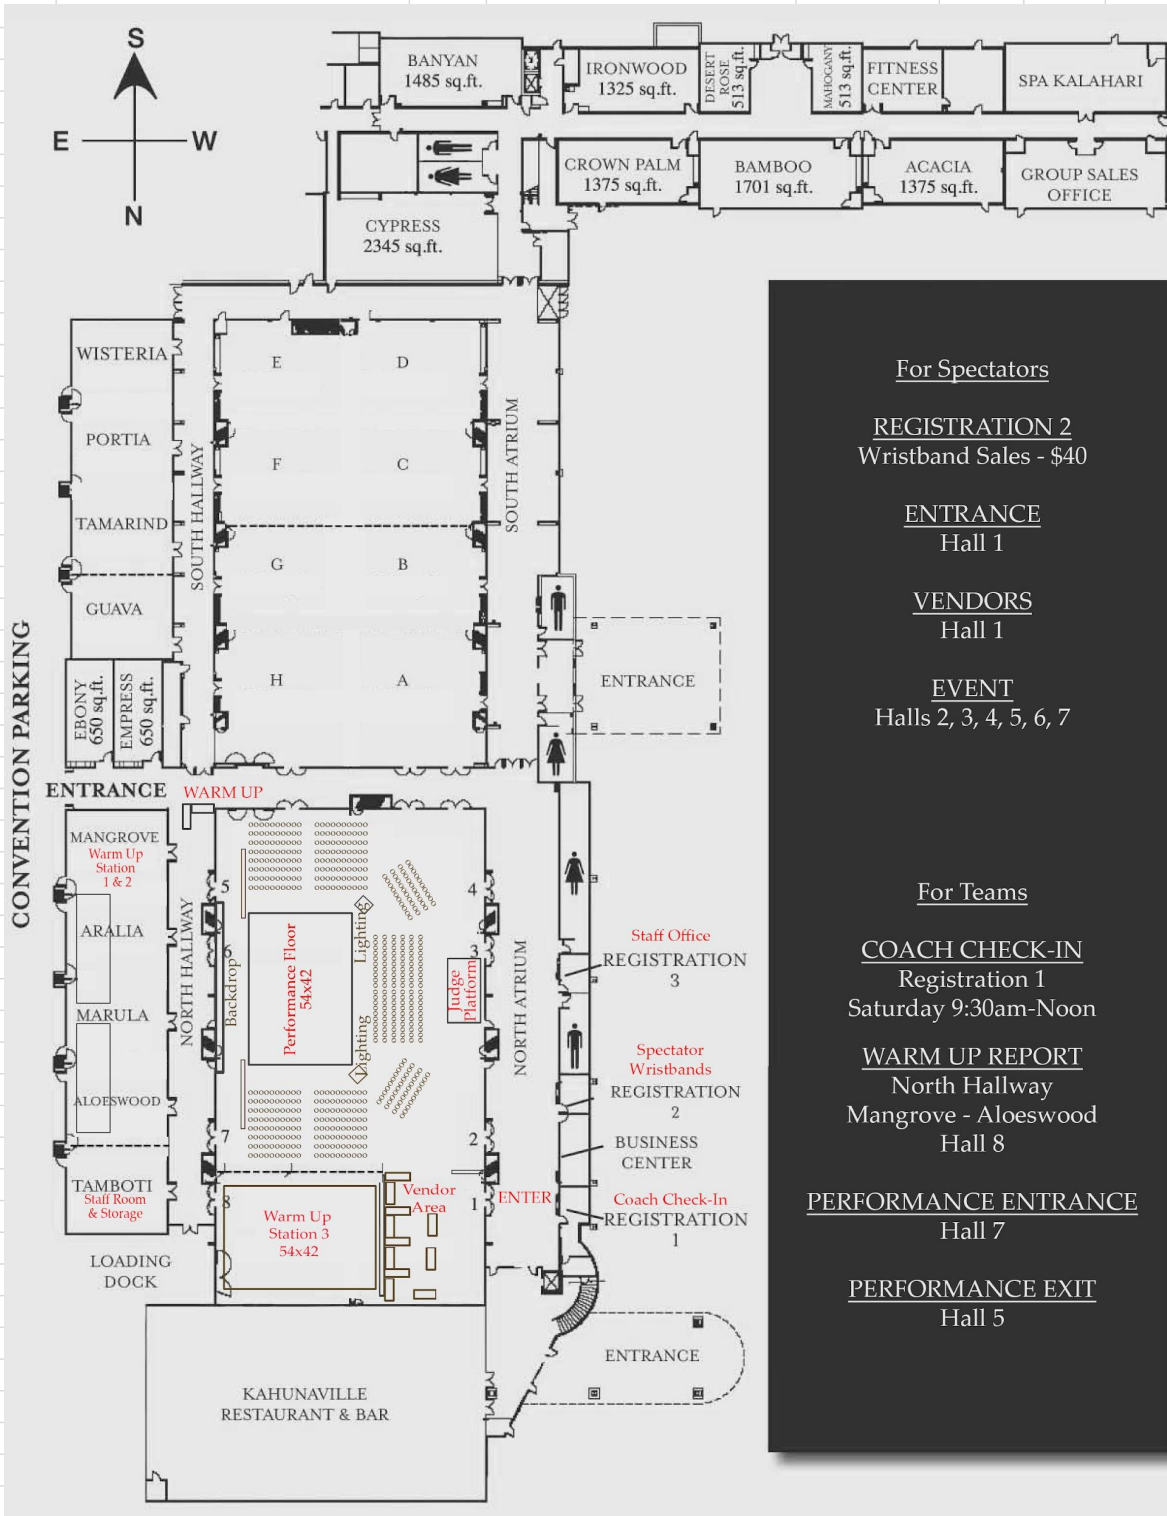 S
E
W
N
BANYAN
1485 sq.ft.
IRONWOOD
1325 sq.ft.
DESERT
ROSE
513 sq.ft.
MAHOGANY
513 sq.ft.
FITNESS
CENTER
SPA KALAHARI
CROWN PALM
1375 sq.ft.
BAMBOO
1701 sq.ft.
ACACIA
1375 sq.ft.
GROUP SALES
OFFICE
CYPRESS
2345 sq.ft.
WISTERIA
PORTIA
TAMARIND
GUAVA
EBONY
650 sq.ft.
EMPRESS
650 sq.ft.
SOUTH HALLWAY
E
D
F
C
G
B
H
A
SOUTH ATRIUM
ENTRANCE
CONVENTION PARKING
ENTRANCE
WARM UP
MANGROVE
Warm Up
Station
1 & 2
ARALIA
MARULA
ALOESWOOD
TAMBOTI
Staff Room
& Storage
LOADING
DOCK
NORTH HALLWAY
5
4
6
3
7
2
8
1
Backdrop
Performance Floor
54x42
Lighting
Lighting
Judge
Platform
Warm Up
Station 3
54x42
Vendor
Area
NORTH ATRIUM
ENTER
Staff Office
REGISTRATION
3
Spectator
Wristbands
REGISTRATION
2
BUSINESS
CENTER
Coach Check-In
REGISTRATION
1
ENTRANCE
KAHUNAVILLE
RESTAURANT & BAR
For Spectators
REGISTRATION 2
Wristband Sales - $40
ENTRANCE
Hall 1
VENDORS
Hall 1
EVENT
Halls 2, 3, 4, 5, 6, 7
For Teams
COACH CHECK-IN
Registration 1
Saturday 9:30am-Noon
WARM UP REPORT
North Hallway
Mangrove - Aloeswood
Hall 8
PERFORMANCE ENTRANCE
Hall 7
PERFORMANCE EXIT
Hall 5